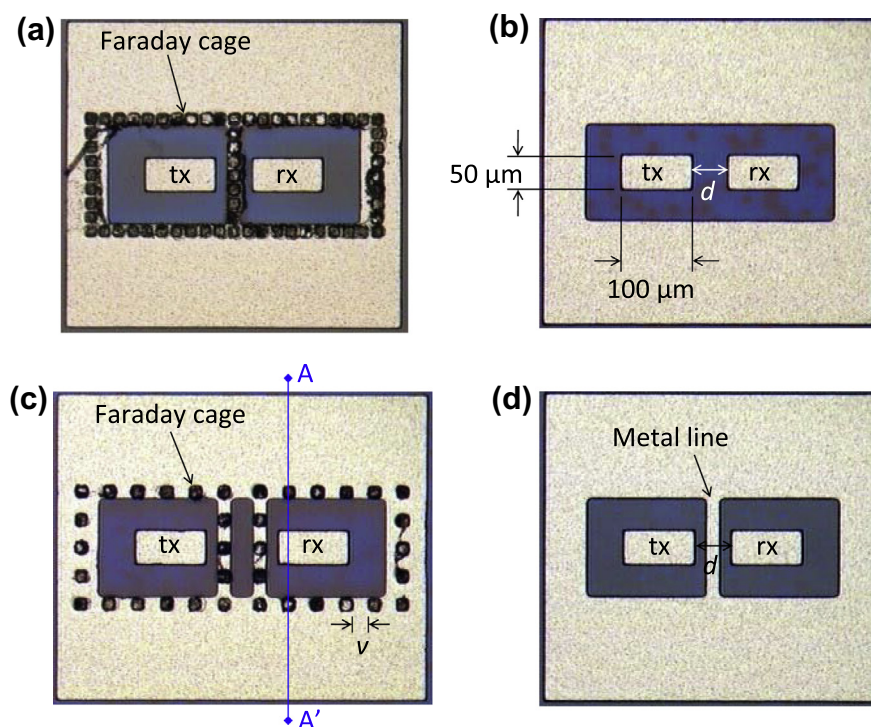 (a)
Faraday cage
tx
rx
(b)
50 µm
tx
d
rx
100 µm
(c)
A
Faraday cage
tx
rx
v
A’
(d)
Metal line
tx
d
rx